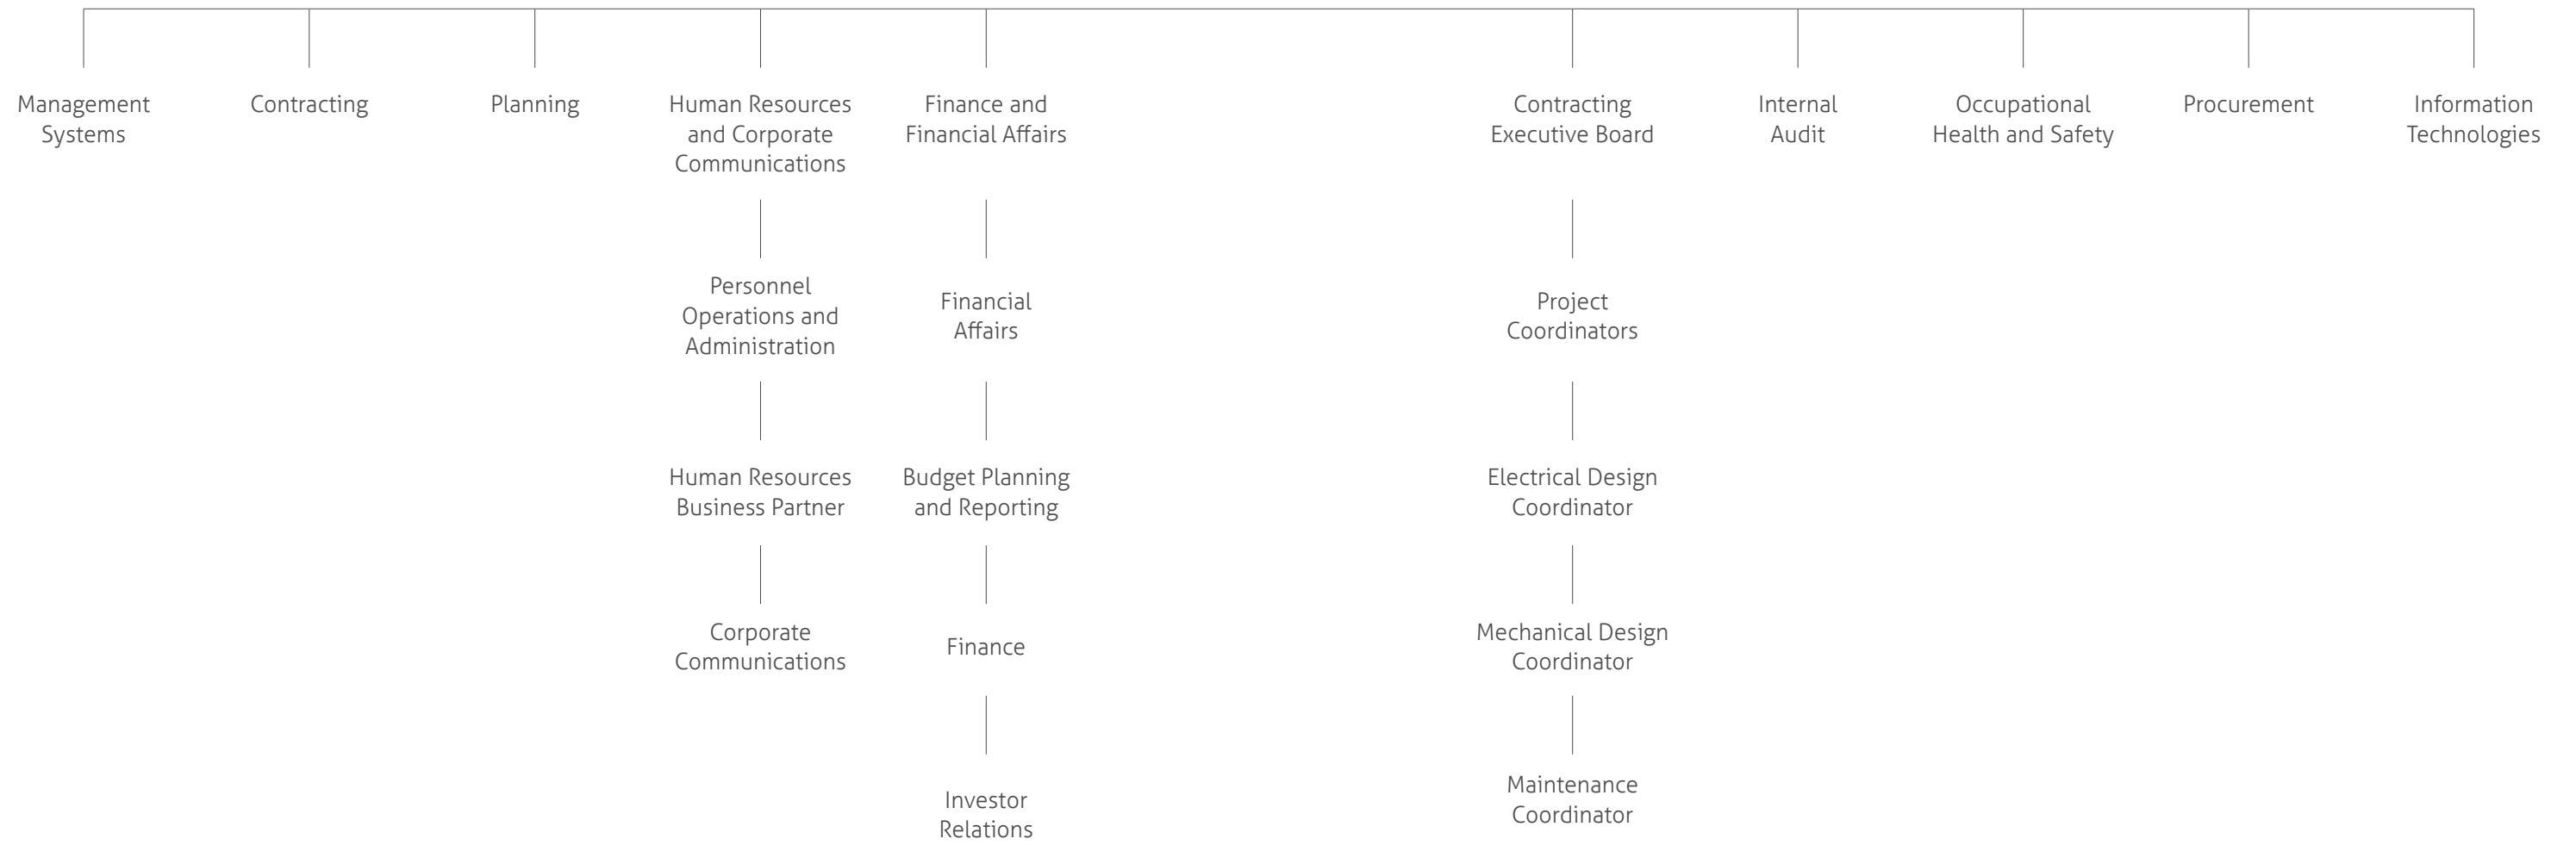 Management
Systems
Contracting
Planning
Human Resources
and Corporate
Communications
Finance and
Financial Affairs
Contracting
Executive Board
Internal
Audit
Occupational
Health and Safety
Procurement
Information
Technologies
Personnel
Operations and
Administration
Financial
Affairs
Project
Coordinators
Human Resources
Business Partner
Budget Planning
and Reporting
Electrical Design
Coordinator
Corporate
Communications
Finance
Mechanical Design
Coordinator
Investor
Relations
Maintenance
Coordinator